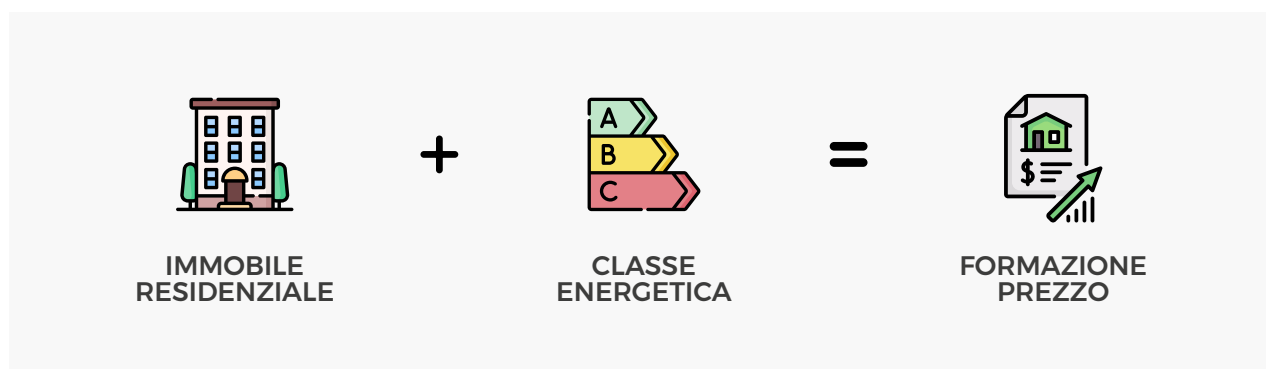 A
B
C
$
IMMOBILE
RESIDENZIALE
+
CLASSE
ENERGETICA
=
FORMAZIONE
PREZZO